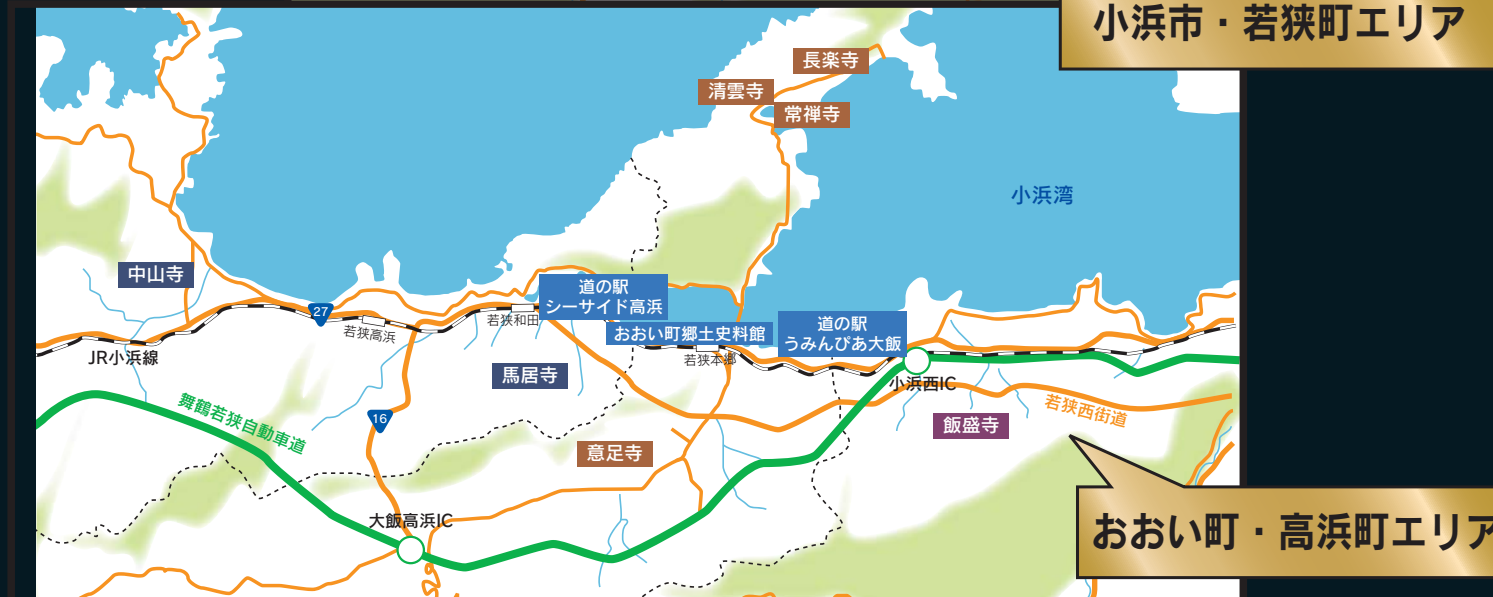 小浜市・若狭町エリア
長楽寺
清雲寺
常禅寺
小浜湾
中山寺
道の駅
シーサイド高浜
27
若狭高浜
若狭和田
おおい町郷土史料館
道の駅
うみんぴあ大飯
JR小浜線
若狭本郷
馬居寺
小浜西IC
舞鶴若狭自動車道
16
若狭西街道
飯盛寺
意足寺
大飯高浜IC
おおい町・高浜町エリア